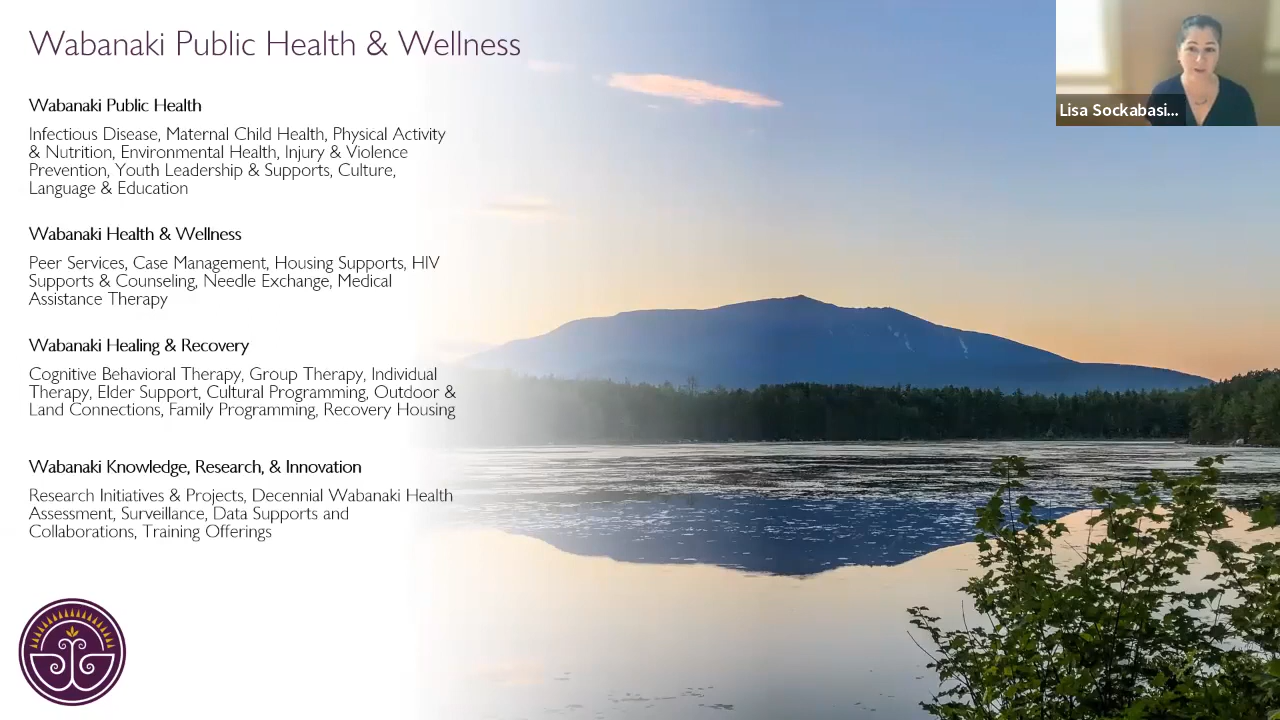 Wabanaki Public Health & Wellness
Wabanaki Public Health
Infectious Disease, Maternal Child Health, Physical Activity
& Nutrition, Environmental Health, Injury & Violence
Prevention, Youth Leadership & Supports, Culture,
Language & Education
Wabanaki Health & Wellness
Peer Services, Case Management, Housing Supports, HIV
Supports & Counseling, Needle Exchange, Medical
Assistance Therapy
Wabanaki Healing & Recovery
Cognitive Behavioral Therapy, Group Therapy, Individual
Therapy, Elder Support, Cultural Programming, Outdoor &
Land Connections, Family Programming, Recovery Housing
Wabanaki Knowledge, Research, & Innovation
Research Initiatives & Projects, Decennial Wabanaki Health
Assessment, Surveillance, Data Supports and
Collaborations, Training Offerings
Lisa Sockabasi...